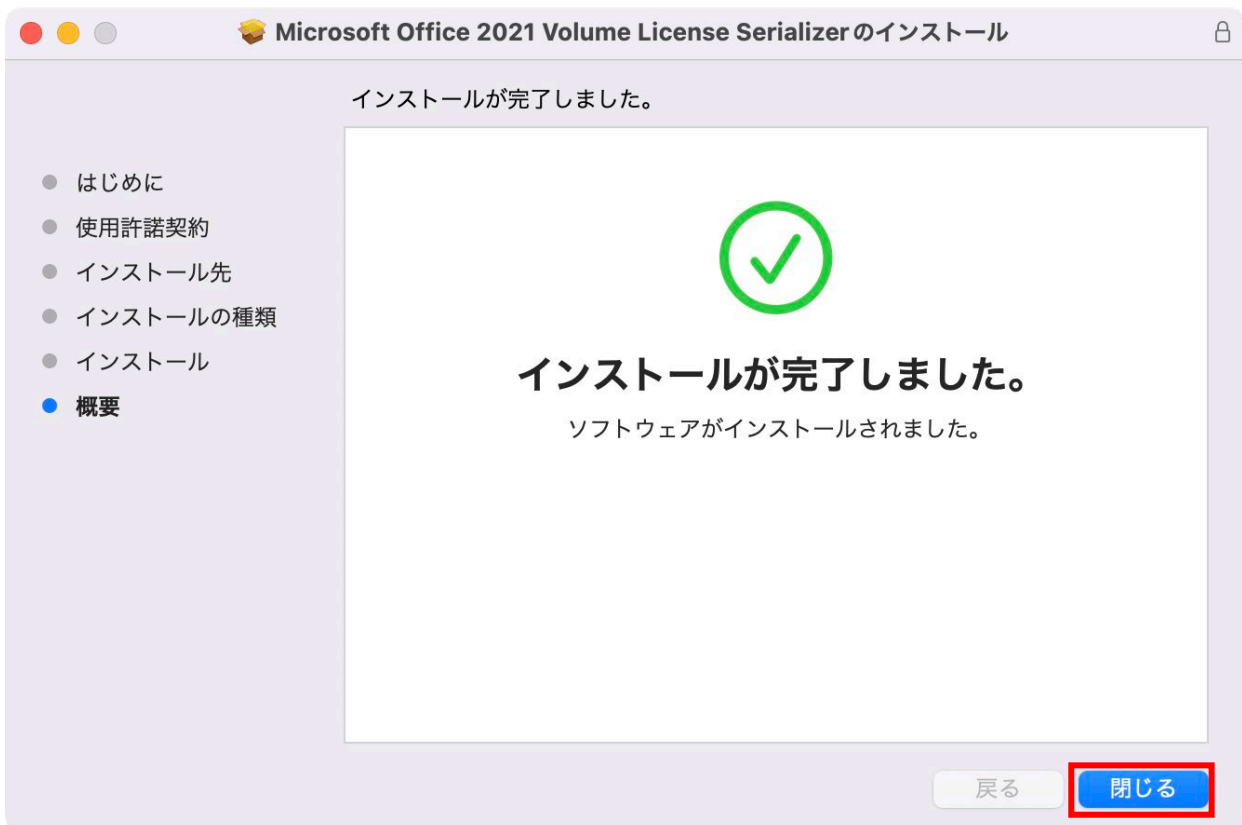 Microsoft Office 2021 Volume License Serializerのインストール
インストールが完了しました。
はじめに
使用許諾契約
インストール先
インストールの種類
インストール
概要
インストールが完了しました。
ソフトウェアがインストールされました。
戻る
閉じる